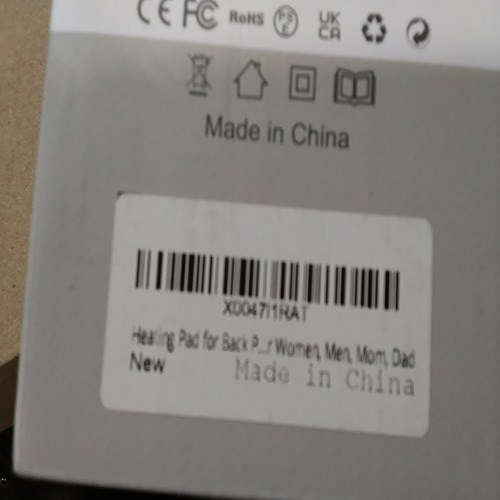 CE FC RoHS PS E UK CA
Made in China
X0047I1RAT
Heating Pad for Back P...r Women, Men, Mom, Dad
New
Made in China